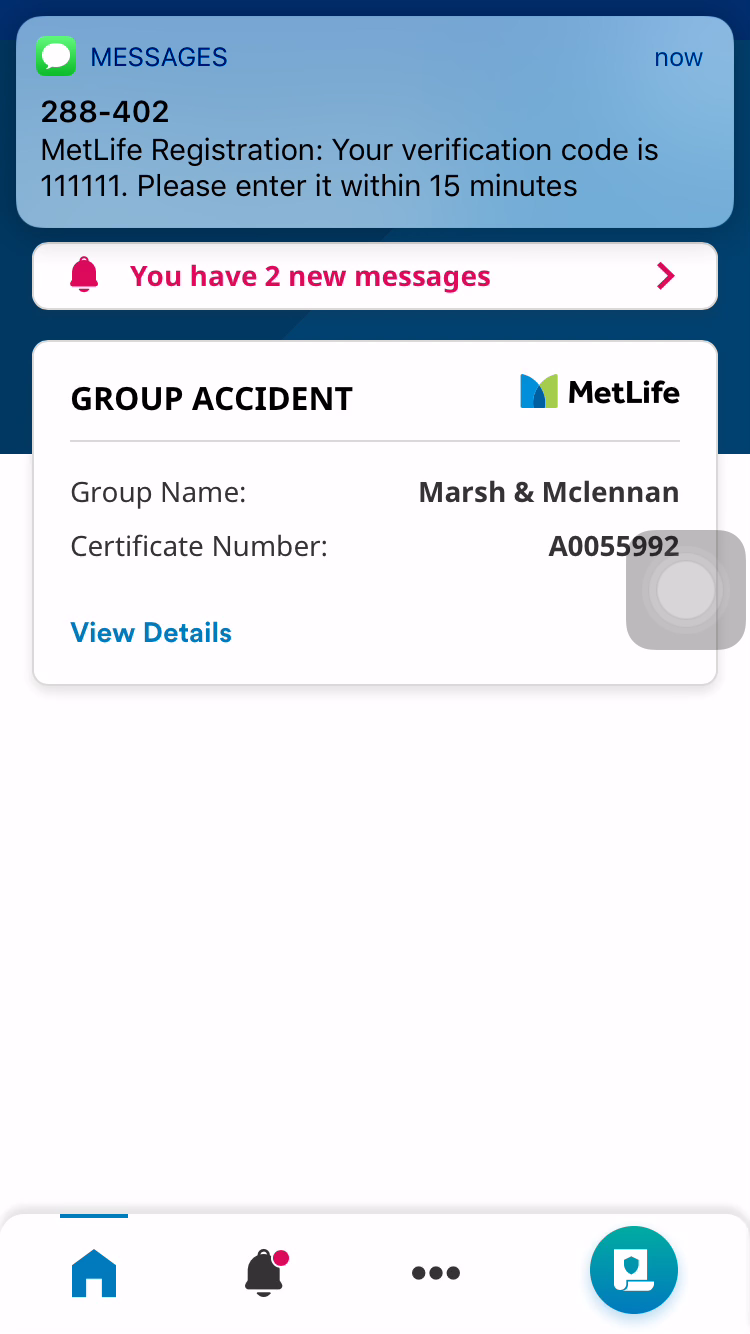 MESSAGES now
288-402
MetLife Registration: Your verification code is
111111. Please enter it within 15 minutes
You have 2 new messages
GROUP ACCIDENT MetLife
Group Name: Marsh & Mclennan
Certificate Number: A0055992
View Details